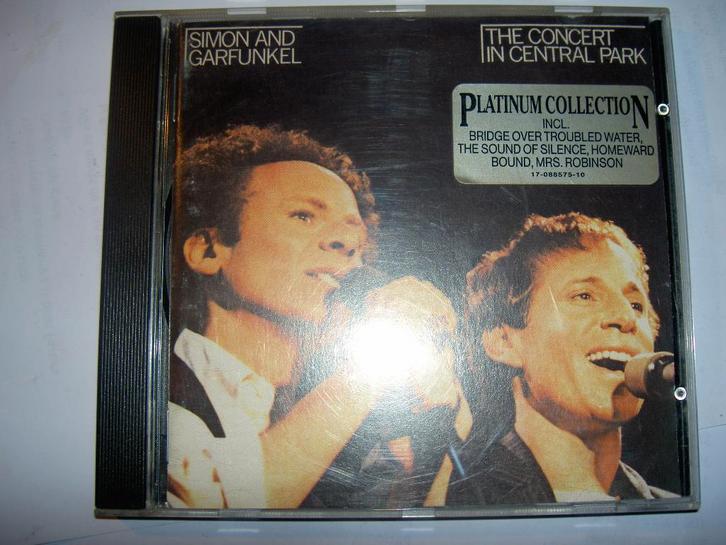 SIMON AND
GARFUNKEL
THE CONCERT
IN CENTRAL PARK
PLATINUM COLLECTION
INCL.
BRIDGE OVER TROUBLED WATER,
THE SOUND OF SILENCE, HOMEWARD
BOUND, MRS. ROBINSON
17-088575-10